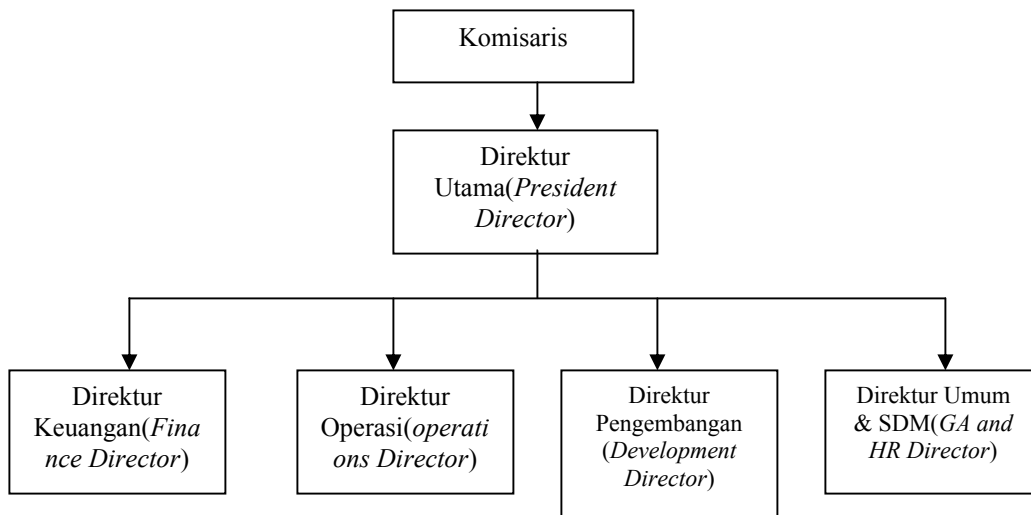 Komisaris
Direktur
Utama(President
Director)
Direktur
Keuangan(Fina
nce Director)
Direktur
Operasi(operati
ons Director)
Direktur
Pengembangan
(Development
Director)
Direktur Umum
& SDM(GA and
HR Director)